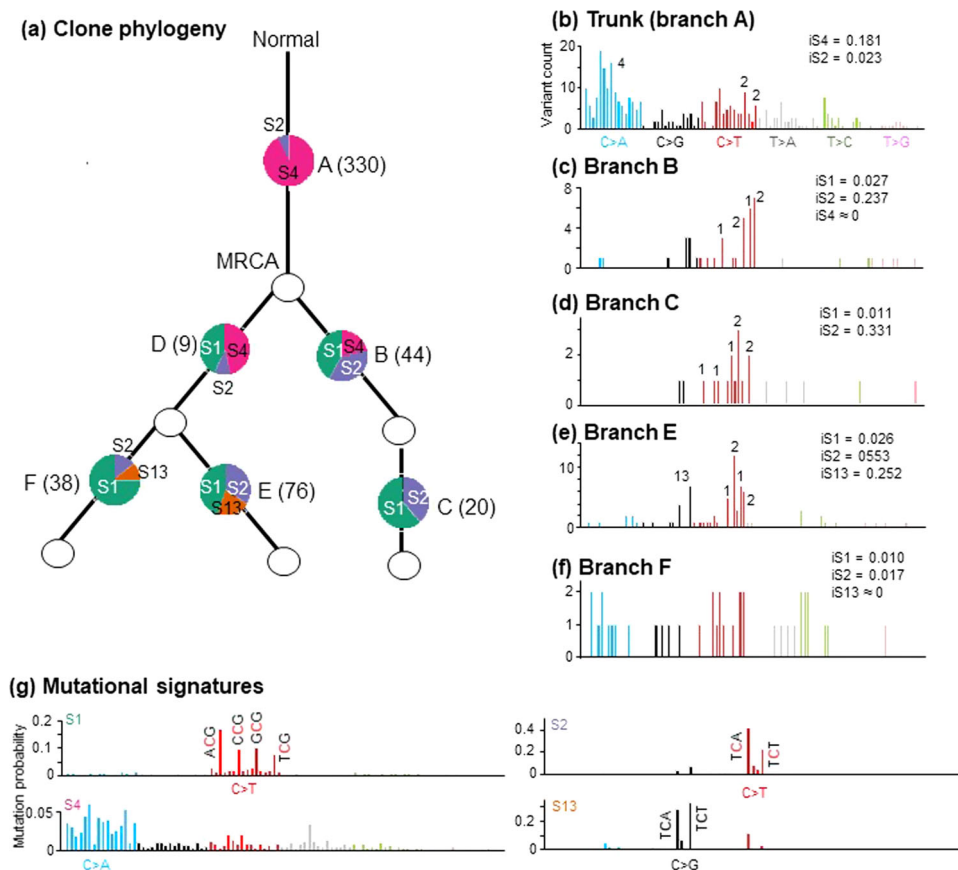 (a) Clone phylogeny
Normal
S2
S4
A (330)
MRCA
D (9)
S1
S4
S2
S1
S4
S2
B (44)
F (38)
S2
S13
S1
S1
S2
S13
E (76)
S1
S2
C (20)
(b) Trunk (branch A)
iS4 = 0.181
iS2 = 0.023
Variant count
20
10
0
4
2
2
C>A
C>G
C>T
T>A
T>C
T>G
(c) Branch B
iS1 = 0.027
iS2 = 0.237
iS4 ≈ 0
8
4
0
1
2
1
2
(d) Branch C
iS1 = 0.011
iS2 = 0.331
2
0
1
1
1
2
2
(e) Branch E
iS1 = 0.026
iS2 = 0553
iS13 = 0.252
10
0
13
1
2
1
2
(f) Branch F
iS1 = 0.010
iS2 = 0.017
iS13 ≈ 0
2
1
0
(g) Mutational signatures
Mutation probability
0.2
0.1
0
S1
ACG
CCG
GCG
TCG
C>T
0.05
0
S4
C>A
0.4
0.2
0
S2
TCA
TCT
C>T
0.2
0
S13
TCA
TCT
C>G